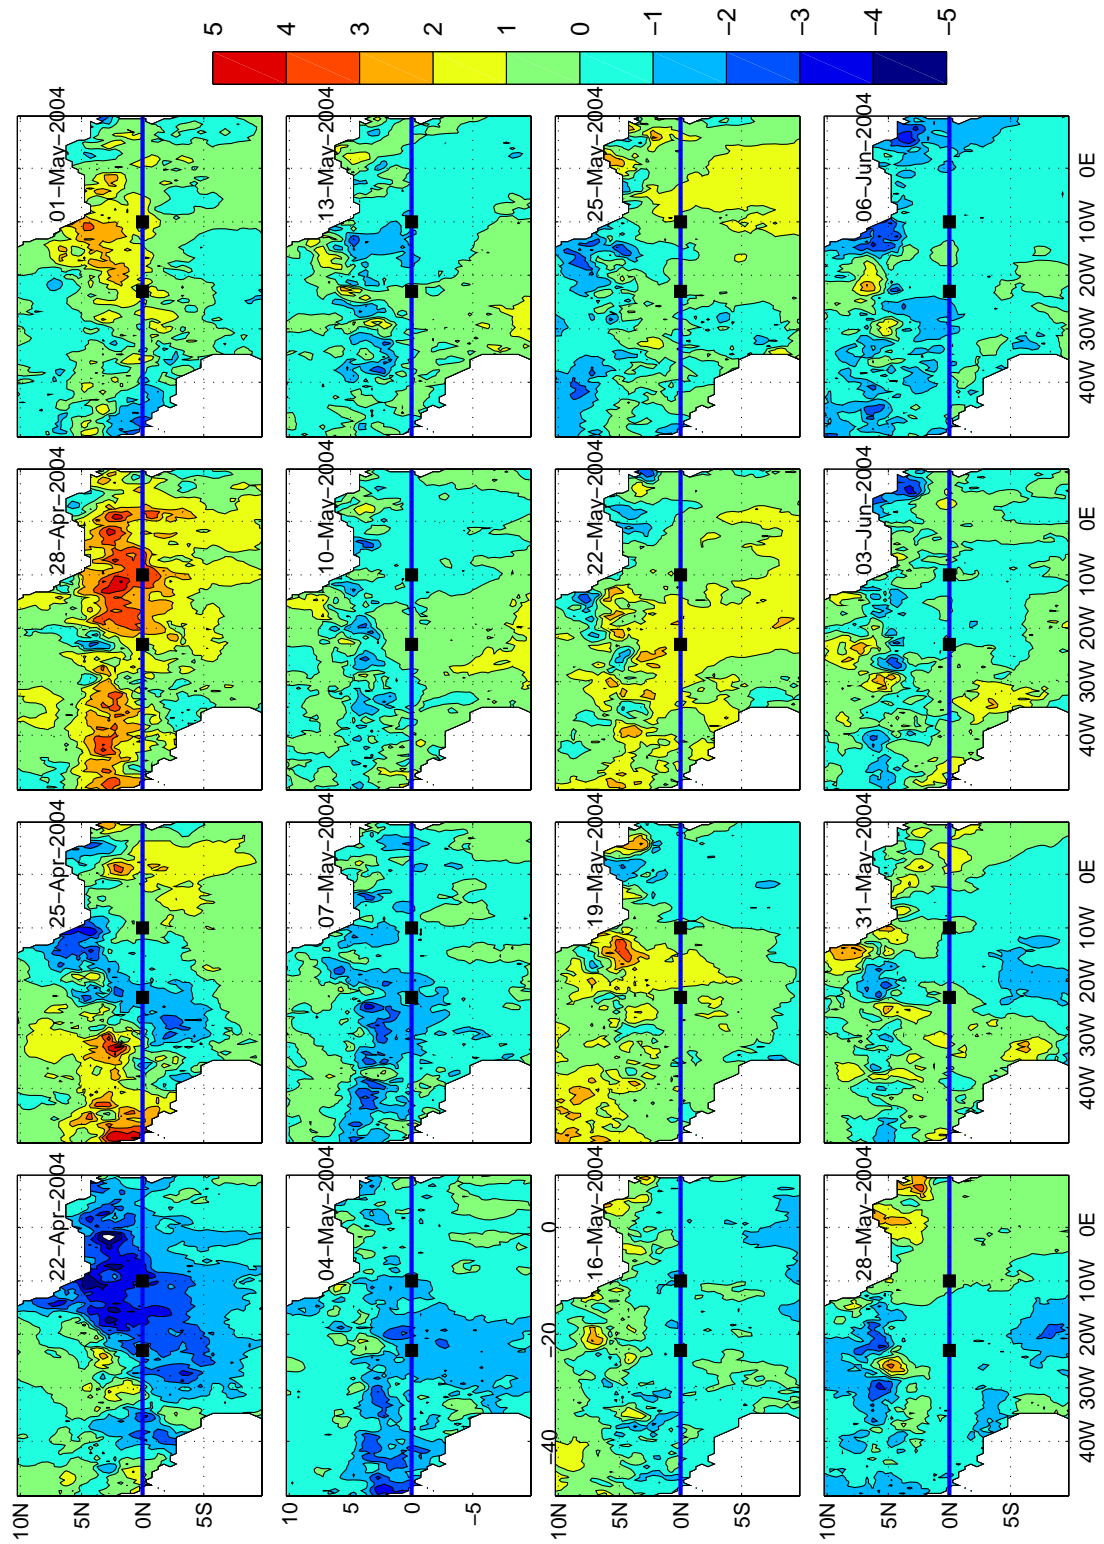 22−Apr−2004
25−Apr−2004
28−Apr−2004
01−May−2004
10N
5N
0N
5S
04−May−2004
07−May−2004
10−May−2004
13−May−2004
10
5
0
−5
−40 −20 0
16−May−2004
19−May−2004
22−May−2004
25−May−2004
10N
5N
0N
5S
28−May−2004
31−May−2004
03−Jun−2004
06−Jun−2004
10N
5N
0N
5S
40W 30W 20W 10W 0E
40W 30W 20W 10W 0E
40W 30W 20W 10W 0E
40W 30W 20W 10W 0E
5
4
3
2
1
0
−1
−2
−3
−4
−5